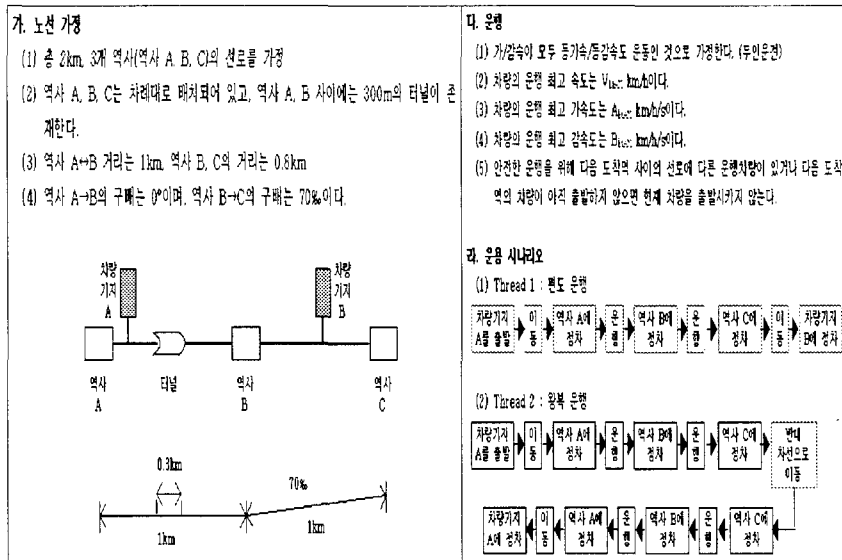 가. 노선 가정
(1) 총 2km, 3개 역사(역사 A, B, C)의 선로를 가정
(2) 역사 A, B, C는 차례대로 배치되어 있고, 역사 A, B 사이에는 300m의 터널이 존
재한다.
(3) 역사 A↔B 거리는 1km, 역사 B, C의 거리는 0.8km
(4) 역사 A→B의 구배는 0°이며, 역사 B→C의 구배는 70‰이다.
차량
기지
A
차량
기지
B
역사
A
터널
역사
B
역사
C
0.3km
70‰
1km
1km
다. 운행
(1) 가/감속이 모두 등가속/등감속도 운동인 것으로 가정한다. (무인운전)
(2) 차량의 운행 최고 속도는 Vmax km/h이다.
(3) 차량의 운행 최고 가속도는 Amax km/h/s이다.
(4) 차량의 운행 최고 감속도는 Bmax km/h/s이다.
(5) 안전한 운행을 위해 다음 도착역 사이의 선로에 다른 운행차량이 있거나 다음 도착
역의 차량이 아직 출발하지 않으면 현재 차량을 출발시키지 않는다.
라. 운용 시나리오
(1) Thread 1 : 편도 운행
차량기지
A를 출발
이동
역사 A에
정차
운행
역사 B에
정차
운행
역사 C에
정차
이동
차량기지
B에 정차
(2) Thread 2 : 왕복 운행
차량기지
A를 출발
이동
역사 A에
정차
운행
역사 B에
정차
운행
역사 C에
정차
반대
차선으로
이동
차량기지
A에 정차
이동
역사 A에
정차
운행
역사 B에
정차
운행
역사 C에
정차